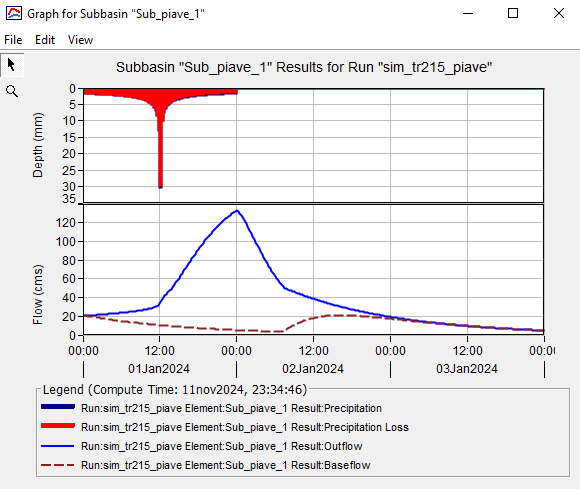 Graph for Subbasin "Sub_piave_1"
File Edit View
Subbasin "Sub_piave_1" Results for Run "sim_tr215_piave"
Depth (mm)
0
5
10
15
20
25
30
35
Flow (cms)
120
100
80
60
40
20
0
00:00 12:00 00:00 12:00 00:00 12:00 00:0
01Jan2024 02Jan2024 03Jan2024
Legend (Compute Time: 11nov2024, 23:34:46)
Run:sim_tr215_piave Element:Sub_piave_1 Result:Precipitation
Run:sim_tr215_piave Element:Sub_piave_1 Result:Precipitation Loss
Run:sim_tr215_piave Element:Sub_piave_1 Result:Outflow
Run:sim_tr215_piave Element:Sub_piave_1 Result:Baseflow